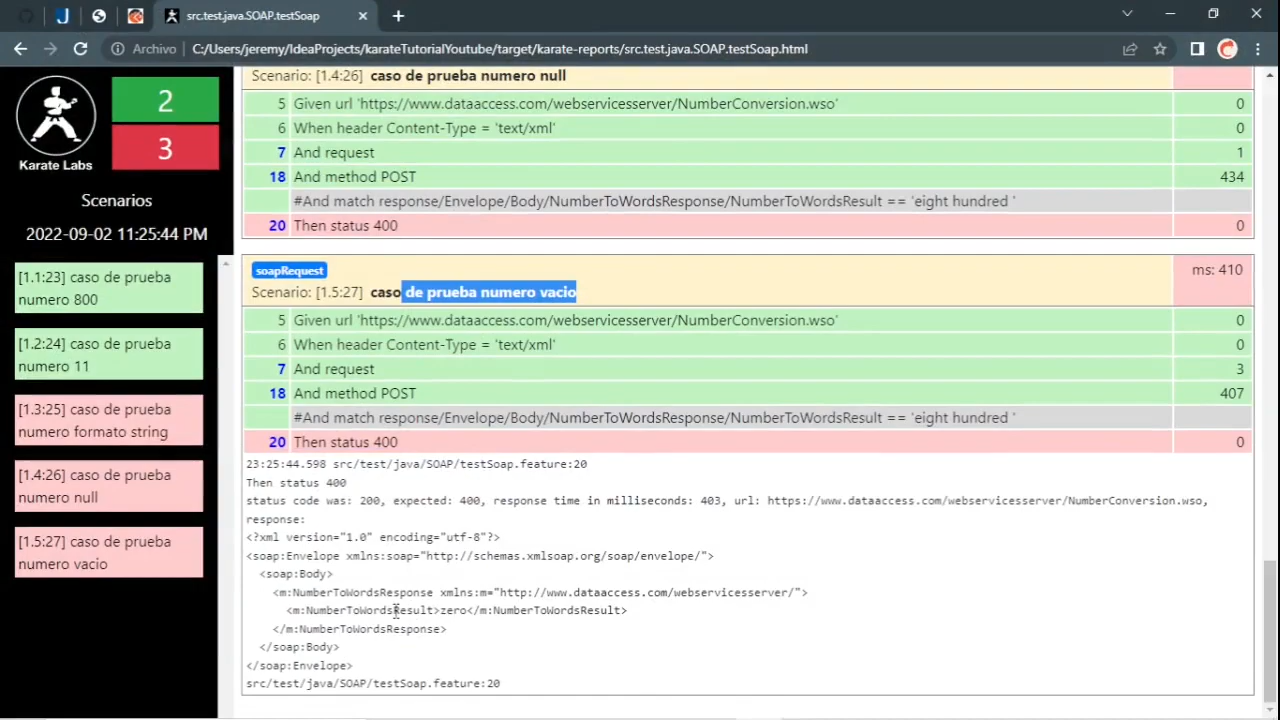 src.test.java.SOAP.testSoap
Archivo C:/Users/jeremy/IdeaProjects/karateTutorialYoutube/target/karate-reports/src.test.java.SOAP.testSoap.html
Karate Labs
2
3
Scenarios
2022-09-02 11:25:44 PM
[1.1:23] caso de prueba
numero 800
[1.2:24] caso de prueba
numero 11
[1.3:25] caso de prueba
numero formato string
[1.4:26] caso de prueba
numero null
[1.5:27] caso de prueba
numero vacio
Scenario: [1.4:26] caso de prueba numero null
5 Given url 'https://www.dataaccess.com/webservicesserver/NumberConversion.wso' 0
6 When header Content-Type = 'text/xml' 0
7 And request 1
18 And method POST 434
#And match response/Envelope/Body/NumberToWordsResponse/NumberToWordsResult == 'eight hundred '
20 Then status 400 0
soapRequest ms: 410
Scenario: [1.5:27] caso de prueba numero vacio
5 Given url 'https://www.dataaccess.com/webservicesserver/NumberConversion.wso' 0
6 When header Content-Type = 'text/xml' 0
7 And request 3
18 And method POST 407
#And match response/Envelope/Body/NumberToWordsResponse/NumberToWordsResult == 'eight hundred '
20 Then status 400 0
23:25:44.598 src/test/java/SOAP/testSoap.feature:20
Then status 400
status code was: 200, expected: 400, response time in milliseconds: 403, url: https://www.dataaccess.com/webservicesserver/NumberConversion.wso,
response:
<?xml version="1.0" encoding="utf-8"?>
<soap:Envelope xmlns:soap="http://schemas.xmlsoap.org/soap/envelope/">
<soap:Body>
<m:NumberToWordsResponse xmlns:m="http://www.dataaccess.com/webservicesserver/">
<m:NumberToWordsResult>zero</m:NumberToWordsResult>
</m:NumberToWordsResponse>
</soap:Body>
</soap:Envelope>
src/test/java/SOAP/testSoap.feature:20